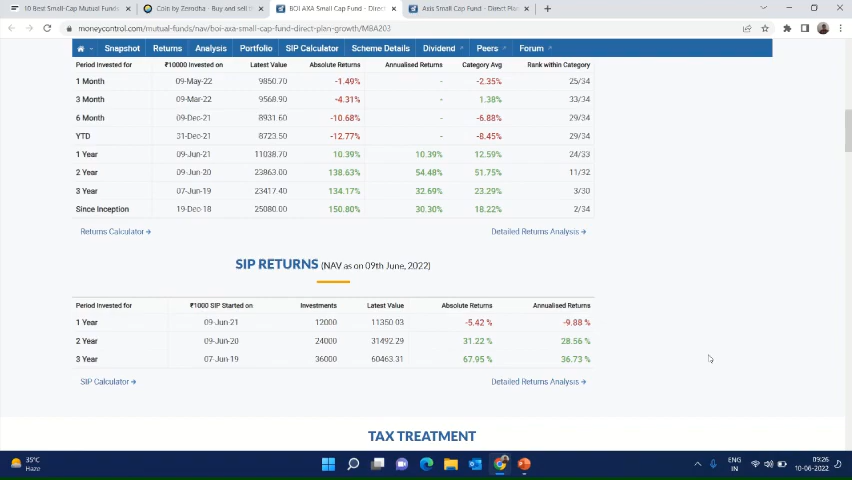 10 Best Small-Cap Mutual Funds
Coin by Zerodha - Buy and sell
BOI AXA Small Cap Fund - Direct
Axis Small Cap Fund - Direct Plan
moneycontrol.com/mutual-funds/nav/boi-axa-small-cap-fund-direct-plan-growth/MBA203
Snapshot Returns Analysis Portfolio SIP Calculator Scheme Details Dividend Peers Forum
Period Invested for ₹10000 Invested on Latest Value Absolute Returns Annualised Returns Category Avg Rank within Category
1 Month 09-May-22 9850.70 -1.49% - -2.35% 25/34
3 Month 09-Mar-22 9568.90 -4.31% - 1.38% 33/34
6 Month 09-Dec-21 8931.60 -10.68% - -6.88% 29/34
YTD 31-Dec-21 8723.50 -12.77% - -8.45% 29/34
1 Year 09-Jun-21 11038.70 10.39% 10.39% 12.59% 24/33
2 Year 09-Jun-20 23863.00 138.63% 54.48% 51.75% 11/32
3 Year 07-Jun-19 23417.40 134.17% 32.69% 23.29% 3/30
Since Inception 19-Dec-18 25080.00 150.80% 30.30% 18.22% 2/34
Returns Calculator Detailed Returns Analysis
SIP RETURNS (NAV as on 09th June, 2022)
Period Invested for ₹1000 SIP Started on Investments Latest Value Absolute Returns Annualised Returns
1 Year 09-Jun-21 12000 11350.03 -5.42 % -9.88 %
2 Year 09-Jun-20 24000 31492.29 31.22 % 28.56 %
3 Year 07-Jun-19 36000 60463.31 67.95 % 36.73 %
SIP Calculator Detailed Returns Analysis
TAX TREATMENT
35°C
Haze
ENG
IN
09:26
10-06-2022